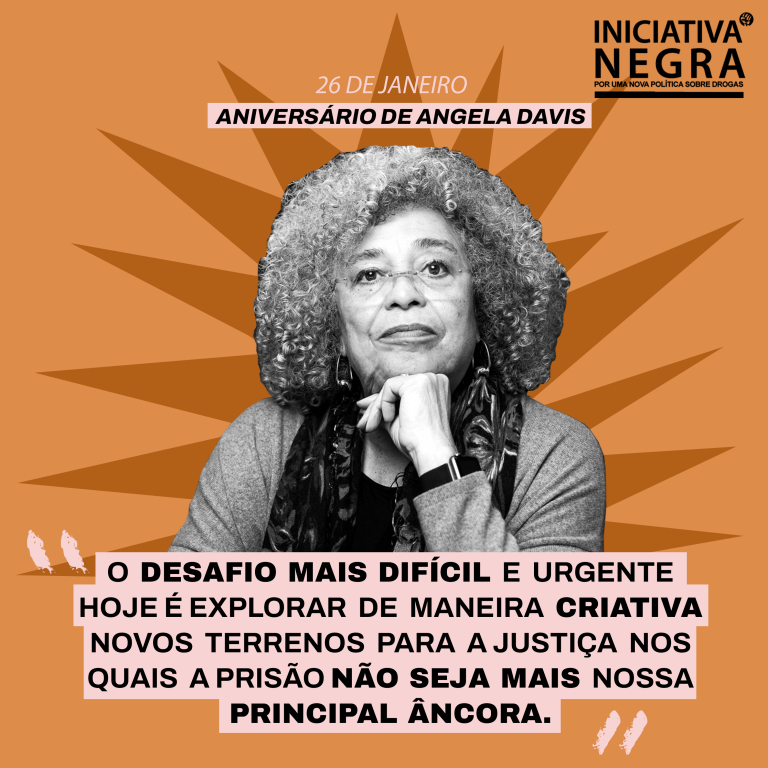 INICIATIVA
NEGRA
POR UMA NOVA POLÍTICA SOBRE DROGAS
26 DE JANEIRO
ANIVERSÁRIO DE ANGELA DAVIS
"O DESAFIO MAIS DIFÍCIL E URGENTE
HOJE É EXPLORAR DE MANEIRA CRIATIVA
NOVOS TERRENOS PARA A JUSTIÇA NOS
QUAIS A PRISÃO NÃO SEJA MAIS NOSSA
PRINCIPAL ÂNCORA."